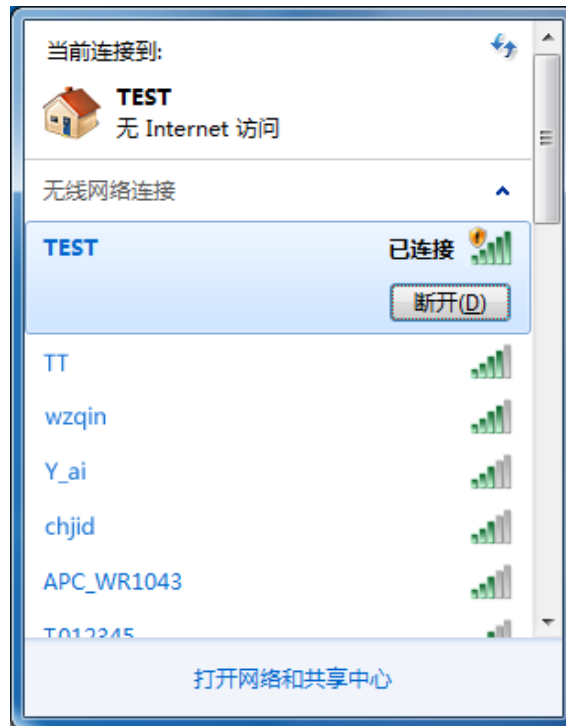 当前连接到:
TEST
无 Internet 访问
无线网络连接
TEST 已连接
断开(D)
TT
wzqin
Y_ai
chjid
APC_WR1043
T012345
打开网络和共享中心